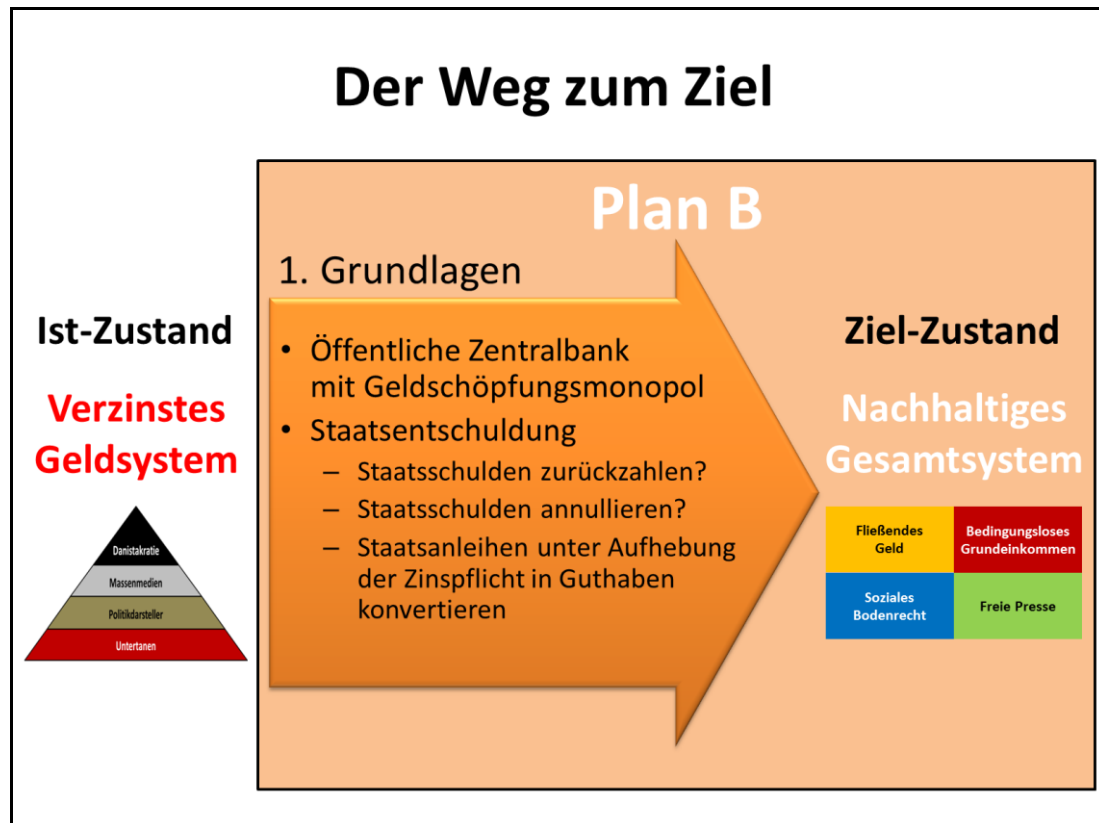 Der Weg zum Ziel
Plan B
1. Grundlagen
Ist-Zustand
Verzinstes
Geldsystem
Danistakratie
Massenmedien
Politikdarsteller
Untertanen
• Öffentliche Zentralbank
mit Geldschöpfungsmonopol
• Staatsentschuldung
– Staatsschulden zurückzahlen?
– Staatsschulden annullieren?
– Staatsanleihen unter Aufhebung
der Zinspflicht in Guthaben
konvertieren
Ziel-Zustand
Nachhaltiges
Gesamtsystem
Fließendes
Geld
Bedingungsloses
Grundeinkommen
Soziales
Bodenrecht
Freie Presse